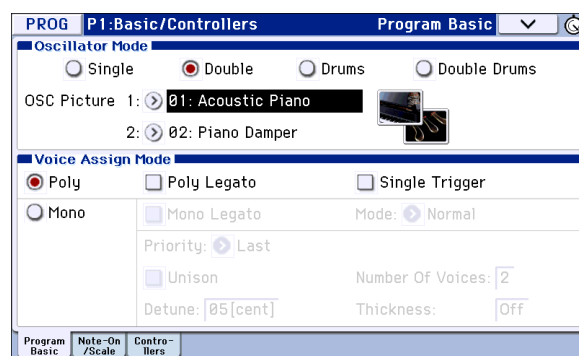 PROG P1:Basic/Controllers Program Basic
Oscillator Mode
Single Double Drums Double Drums
OSC Picture 1: 01: Acoustic Piano
2: 02: Piano Damper
Voice Assign Mode
Poly Poly Legato Single Trigger
Mono Mono Legato Mode: Normal
Priority: Last
Unison Number Of Voices: 2
Detune: 05[cent] Thickness: Off
Program Basic Note-On /Scale Contro- llers